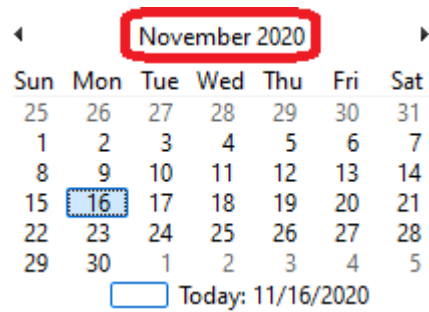 November 2020
Sun Mon Tue Wed Thu Fri Sat
25 26 27 28 29 30 31
1 2 3 4 5 6 7
8 9 10 11 12 13 14
15 16 17 18 19 20 21
22 23 24 25 26 27 28
29 30 1 2 3 4 5
Today: 11/16/2020